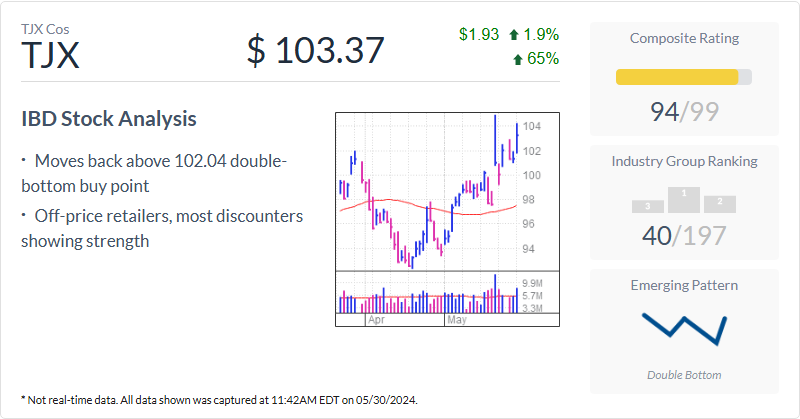 TJX Cos
TJX
$ 103.37
$1.93 1.9%
65%
IBD Stock Analysis
· Moves back above 102.04 double-
bottom buy point
· Off-price retailers, most discounters
showing strength
104
102
100
98
96
94
9.9M
5.7M
3.3M
Apr
May
Composite Rating
94/99
Industry Group Ranking
3
1
2
40/197
Emerging Pattern
Double Bottom
* Not real-time data. All data shown was captured at 11:42AM EDT on 05/30/2024.